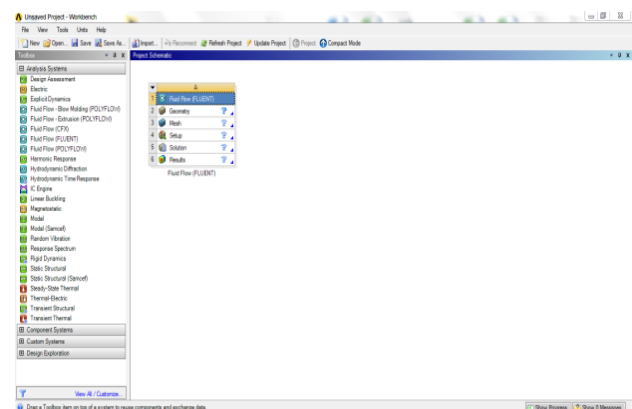 Unsaved Project - Workbench
File View Tools Units Help
New Open... Save Save As... Import... Reconnect Refresh Project Update Project Project Compact Mode
Toolbox
Project Schematic
Analysis Systems
Design Assessment
Electric
Explicit Dynamics
Fluid Flow - Blow Molding (POLYFLOW)
Fluid Flow - Extrusion (POLYFLOW)
Fluid Flow (CFX)
Fluid Flow (FLUENT)
Fluid Flow (POLYFLOW)
Harmonic Response
Hydrodynamic Diffraction
Hydrodynamic Time Response
IC Engine
Linear Buckling
Magnetostatic
Modal
Modal (Samcef)
Random Vibration
Response Spectrum
Rigid Dynamics
Static Structural
Static Structural (Samcef)
Steady-State Thermal
Thermal-Electric
Transient Structural
Transient Thermal
Component Systems
Custom Systems
Design Exploration
View All / Customize...
A
1 Fluid Flow (FLUENT)
2 Geometry ?
3 Mesh ?
4 Setup ?
5 Solution ?
6 Results ?
Fluid Flow (FLUENT)
Drag a Toolbox item on top of a system to reuse components and exchange data.
Show Progress Show 0 Messages